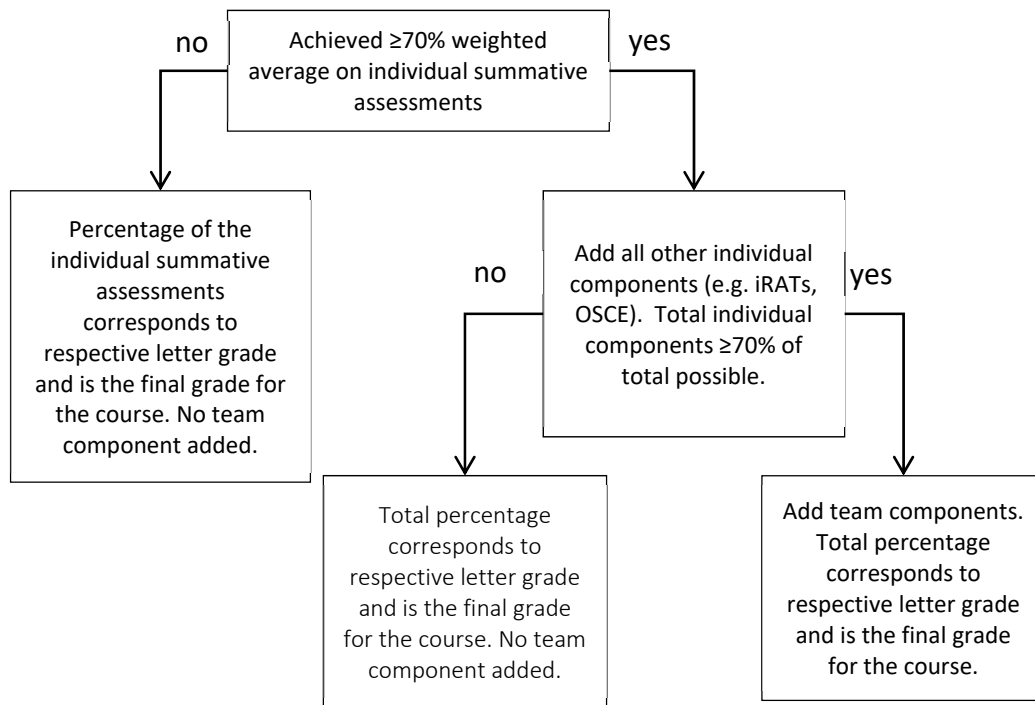 no
Achieved ≥70% weighted
average on individual summative
assessments
yes
Percentage of the
individual summative
assessments
corresponds to
respective letter grade
and is the final grade for
the course. No team
component added.
no
Add all other individual
components (e.g. iRATs,
OSCE).  Total individual
components ≥70% of
total possible.
yes
Total percentage
corresponds to
respective letter grade
and is the final grade
for the course. No team
component added.
Add team components.
Total percentage
corresponds to
respective letter grade
and is the final grade
for the course.